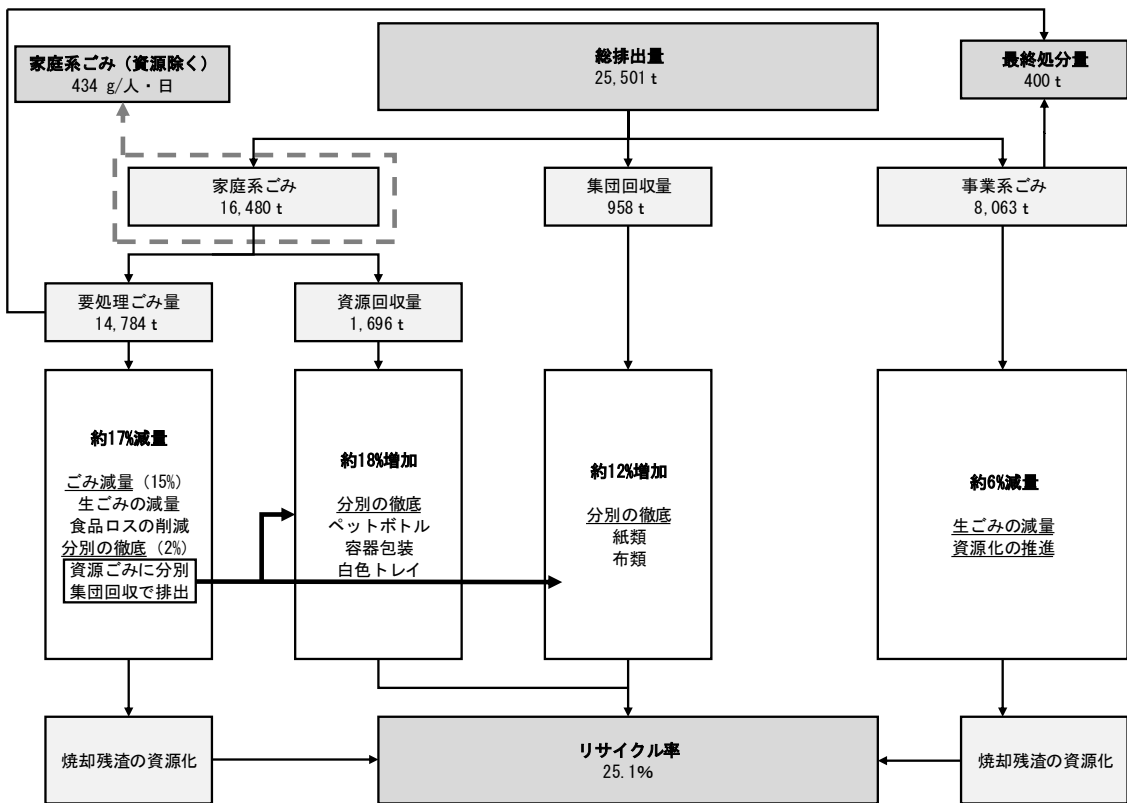 総排出量
25,501 t
家庭系ごみ（資源除く）
434 g/人・日
最終処分量
400 t
家庭系ごみ
16,480 t
集団回収量
958 t
事業系ごみ
8,063 t
要処理ごみ量
14,784 t
資源回収量
1,696 t
約17%減量
ごみ減量（15%）
生ごみの減量
食品ロスの削減
分別の徹底（2%）
資源ごみに分別
集団回収で排出
約18%増加
分別の徹底
ペットボトル
容器包装
白色トレイ
約12%増加
分別の徹底
紙類
布類
約6%減量
生ごみの減量
資源化の推進
焼却残渣の資源化
リサイクル率
25.1%
焼却残渣の資源化